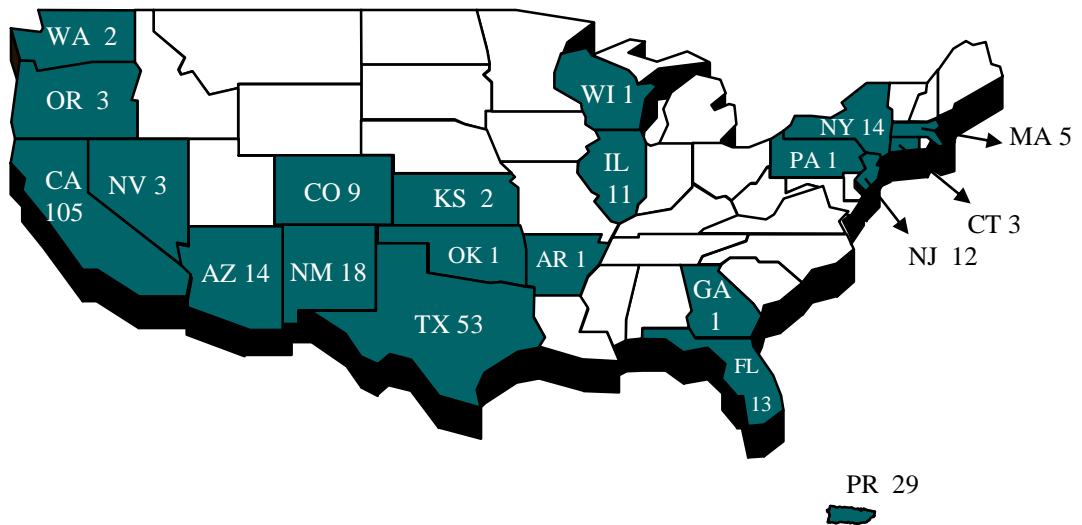 WA 2
OR 3
CA
105
NV 3
AZ 14
NM 18
CO 9
KS 2
OK 1
TX 53
AR 1
WI 1
IL
11
GA
1
FL
13
NY 14
PA 1
MA 5
CT 3
NJ 12
PR 29